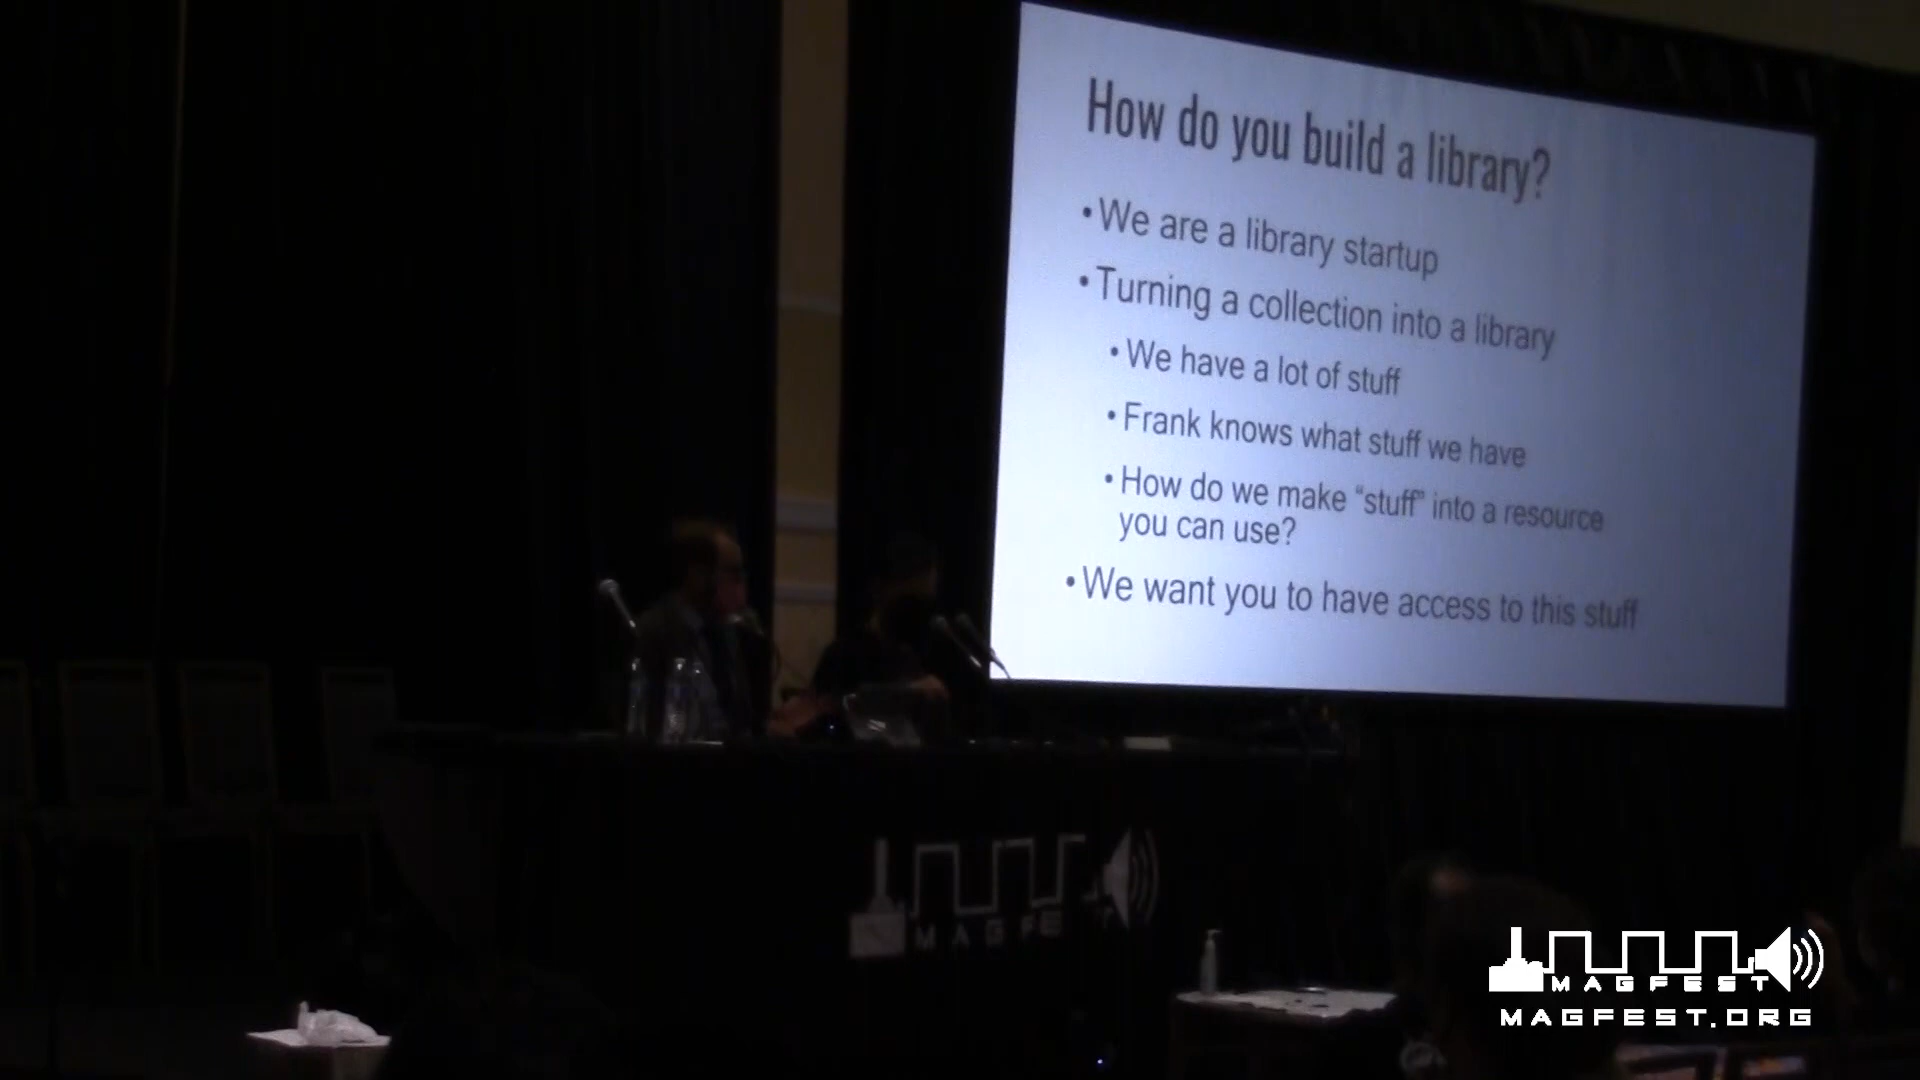 How do you build a library?
•We are a library startup
•Turning a collection into a library
•We have a lot of stuff
•Frank knows what stuff we have
•How do we make “stuff” into a resource
you can use?
•We want you to have access to this stuff
MAGFEST
MAGFEST
MAGFEST.ORG